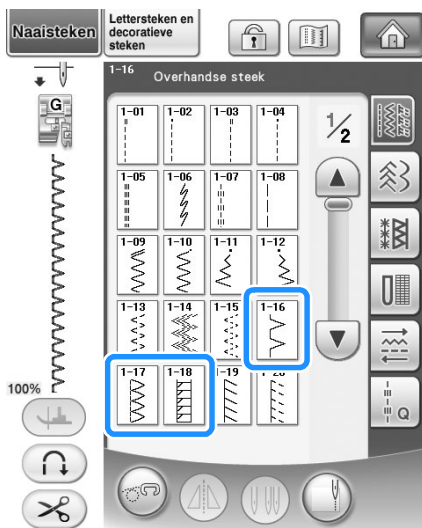 Naaisteken
Lettersteken en
decoratieve
steken
1-16
Overhandse steek
G
1-01 1-02 1-03 1-04
1/2
1-05 1-06 1-07 1-08
1-09 1-10 1-11 1-12
1-13 1-14 1-15 1-16
1-17 1-18 1-19 1-20
100%
Q